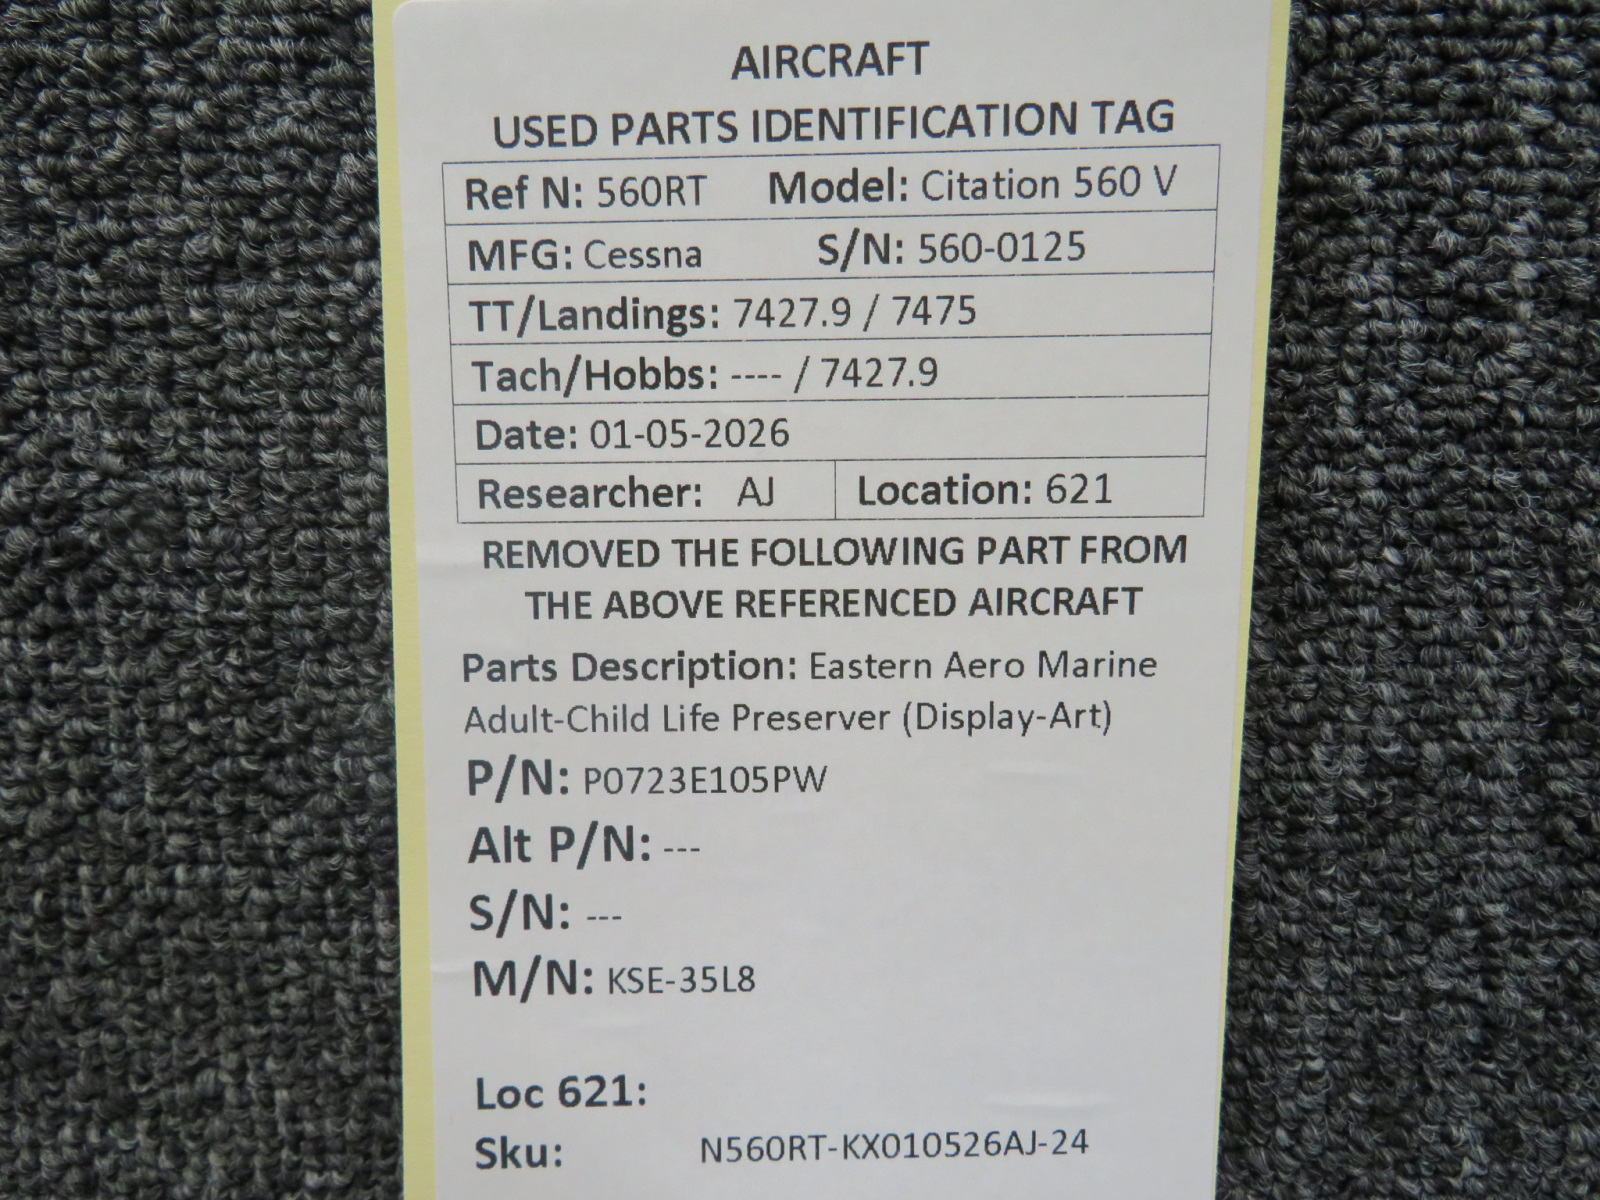 AIRCRAFT
USED PARTS IDENTIFICATION TAG
Ref N: 560RT Model: Citation 560 V
MFG: Cessna S/N: 560-0125
TT/Landings: 7427.9 / 7475
Tach/Hobbs: ---- / 7427.9
Date: 01-05-2026
Researcher: AJ Location: 621
REMOVED THE FOLLOWING PART FROM
THE ABOVE REFERENCED AIRCRAFT
Parts Description: Eastern Aero Marine
Adult-Child Life Preserver (Display-Art)
P/N: P0723E105PW
Alt P/N: ---
S/N: ---
M/N: KSE-35L8
Loc 621:
Sku: N560RT-KX010526AJ-24